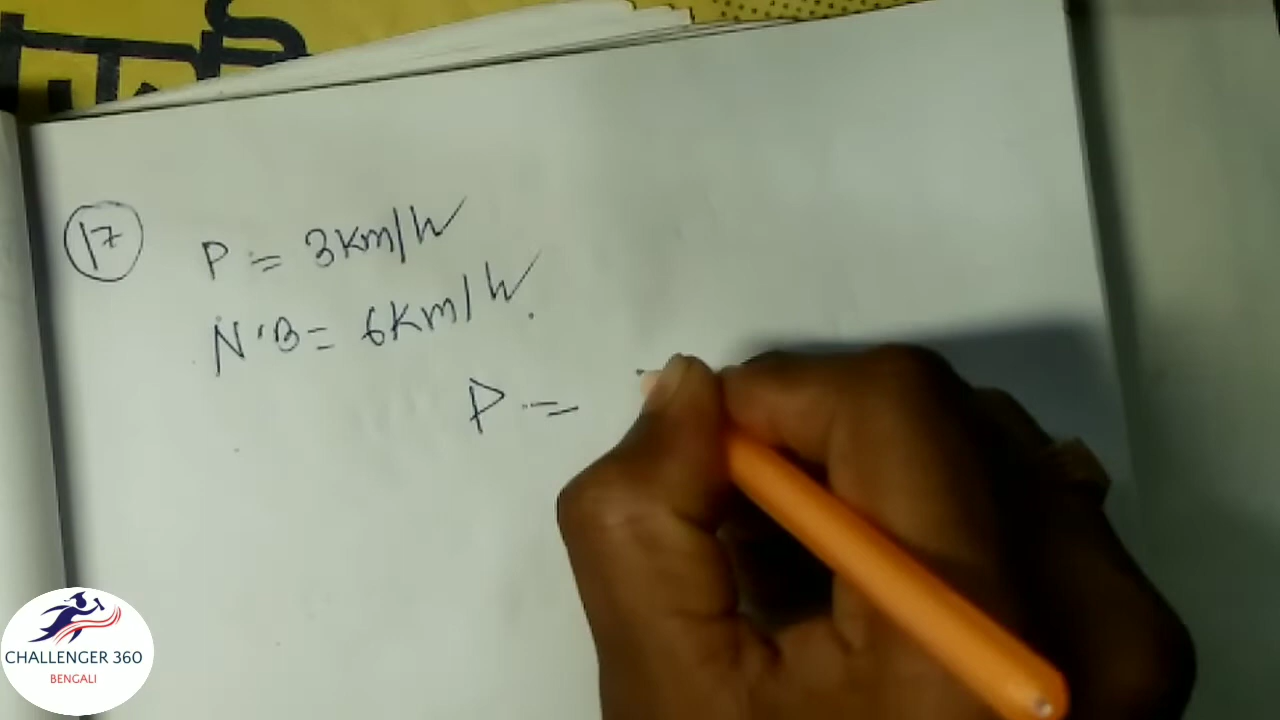 17 P = 3km/h
N'B = 6km/h.
P =
CHALLENGER 360
BENGALI